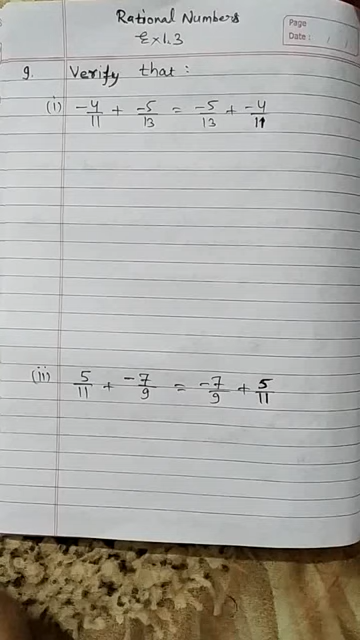 Rational Numbers
Ex 1.3
Page
Date : / /
9. Verify that :
(i) -4/11 + -5/13 = -5/13 + -4/11
(ii) 5/11 + -7/9 = -7/9 + 5/11